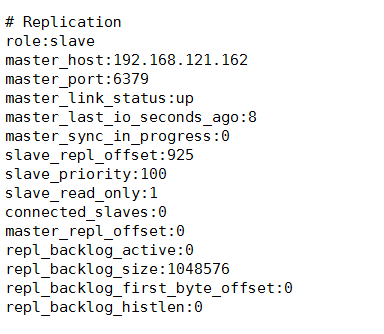 # Replication
role:slave
master_host:192.168.121.162
master_port:6379
master_link_status:up
master_last_io_seconds_ago:8
master_sync_in_progress:0
slave_repl_offset:925
slave_priority:100
slave_read_only:1
connected_slaves:0
master_repl_offset:0
repl_backlog_active:0
repl_backlog_size:1048576
repl_backlog_first_byte_offset:0
repl_backlog_histlen:0